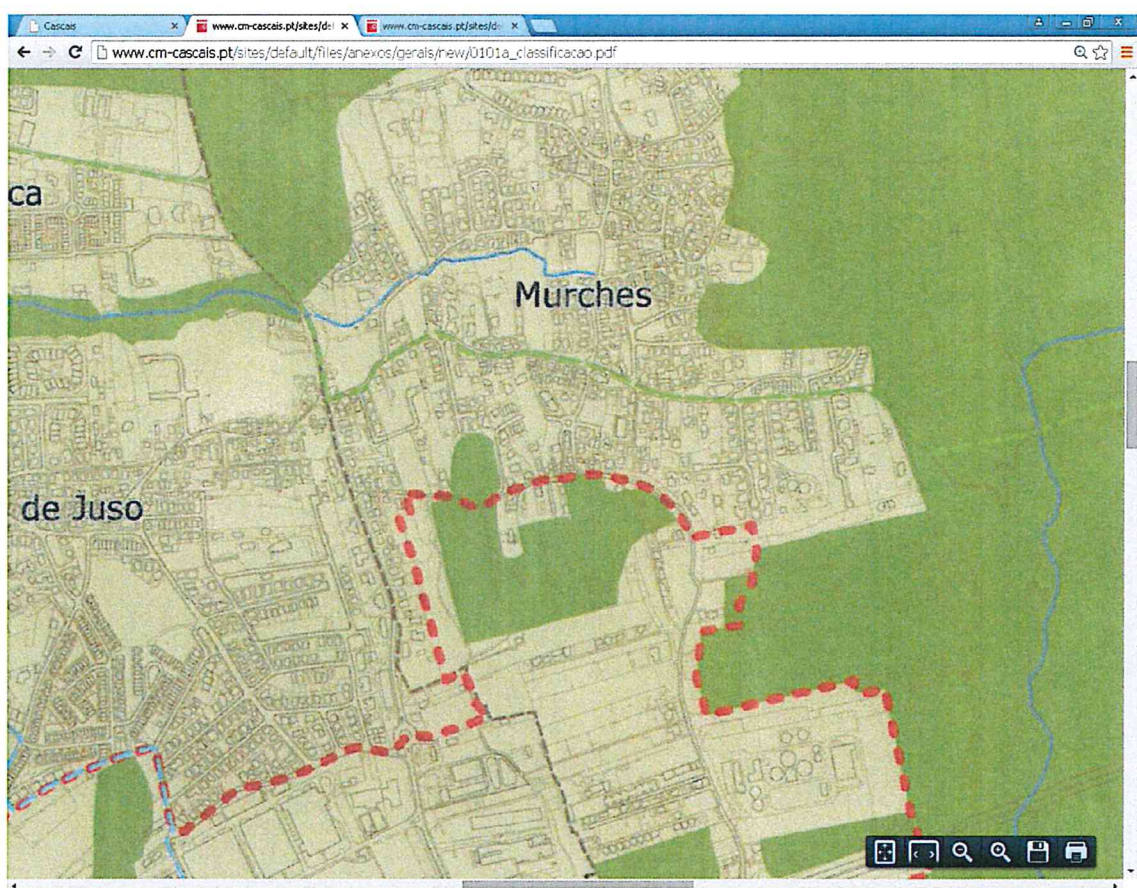 Cascais
www.cm-cascais.pt/sites/def
www.cm-cascais.pt/sites/de
www.cm-cascais.pt/sites/default/files/anexos/gerais/new/0101a_classificacao.pdf
ca
Murches
de Juso